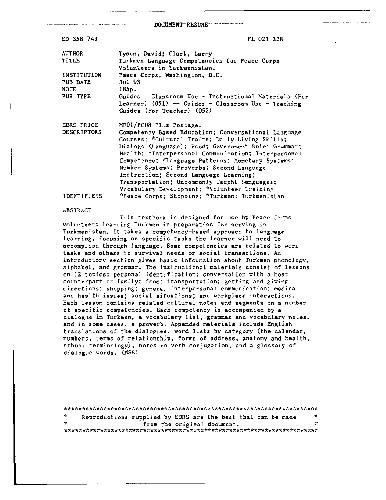 DOCUMENT RESUME
ED 358 743 FL 021 228
AUTHOR Tyson, David; Clark, Larry
TITLE Turkmen Language Competencies for Peace Corps
Volunteers in Turkmenistan.
INSTITUTION Peace Corps, Washington, D.C.
PUB DATE Jul 93
NOTE
PUB TYPE Guides - Classroom Use - Instructional Materials (For
Learner) (051) -- Guides - Classroom Use - Teaching
Guides (For Teacher) (052)
EDRS PRICE Plus Postage.
DESCRIPTORS Competency Based Education; Conversational Language
Courses; *Cultural Traits; Daily Living Skills;
Dialogs (Language); Food; Government Role; Grammar;
Health; *Interpersonal Communication; Interpersonal
Competence; *Language Patterns; Monetary Systems;
Number Systems; Proverbs; Second Language
Instruction; Second Language Learning;
Transportation; *Uncommonly Taught Languages;
Vocabulary Development; *Volunteer Training
IDENTIFIERS *Peace Corps; Shopping; *Turkmen; Turkmenistan
ABSTRACT
This textbook is designed for use by Peace Corps
volunteers learning Turkmen in preparation for serving in
Turkmenistan. It takes a competency-based approach to language
learning, focusing on specific tasks the learner will need to
accomplish through language. Some competencies are related to work
tasks and others to survival needs or social transactions. An
introductory section gives basic information about Turkmen phonology,
alphabet, and grammar. The instructional materials consist of lessons
on 12 topics: personal identification; conversation with a host
counterpart or family; food; transportation; getting and giving
directions; shopping; general interpersonal communication; medical
and health issues; social situations; and workplace interactions.
Each lesson contains related cultural notes and segments on a number
of specific competencies. Each competency is accompanied by a
dialogue in Turkmen, a vocabulary list, grammar and vocabulary notes,
and in some cases, a proverb. Appended materials include English
translations of the dialogues, word lists by category (the calendar,
numbers, terms of relationship, forms of address, anatomy and health,
school terminology), notes on verb conjugation, and a glossary of
dialogue words. (MSE)
* Reproductions supplied by EDRS are the best that can be made *
* from the original document. *